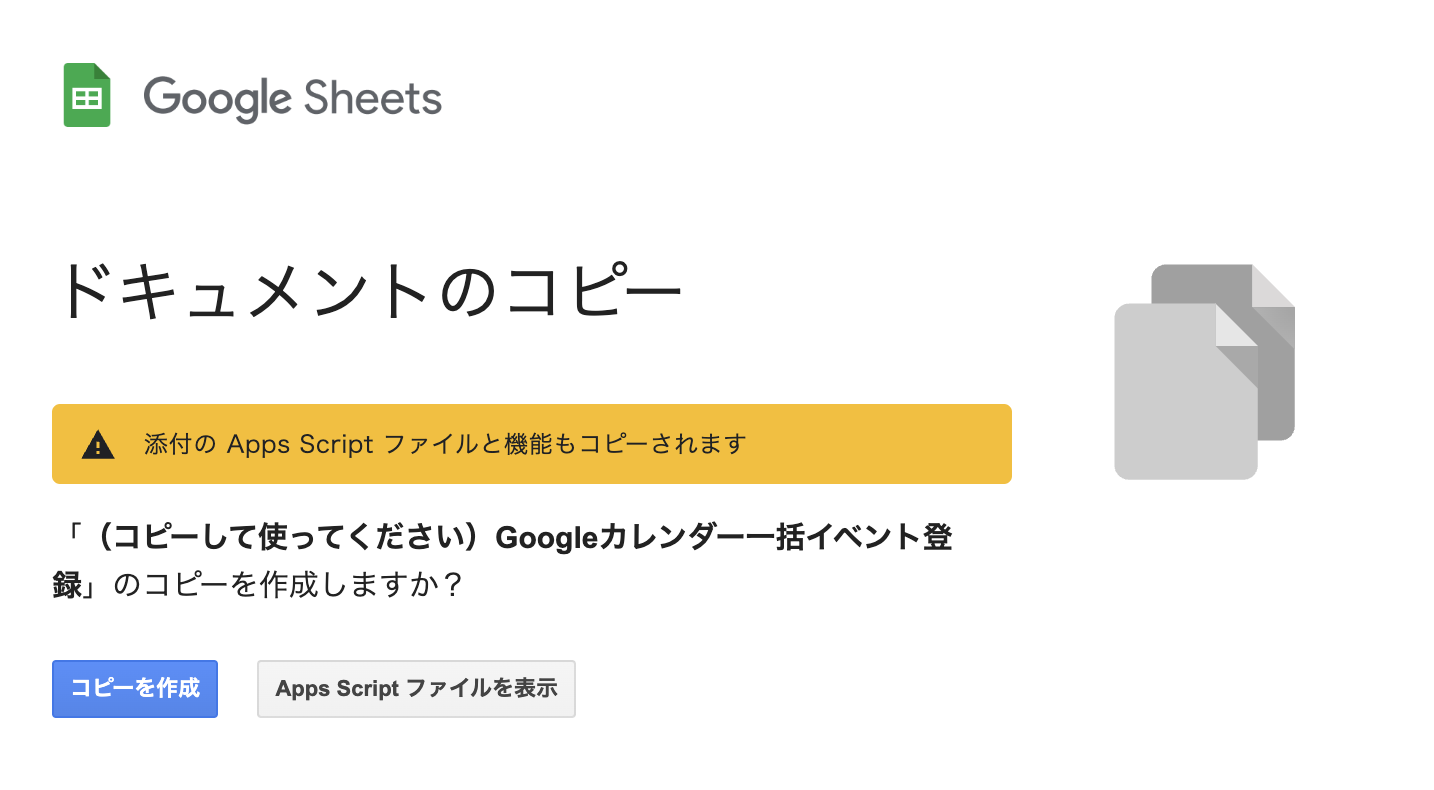 Google Sheets
ドキュメントのコピー
添付の Apps Script ファイルと機能もコピーされます
「（コピーして使ってください）Googleカレンダー一括イベント登
録」のコピーを作成しますか？
コピーを作成
Apps Script ファイルを表示